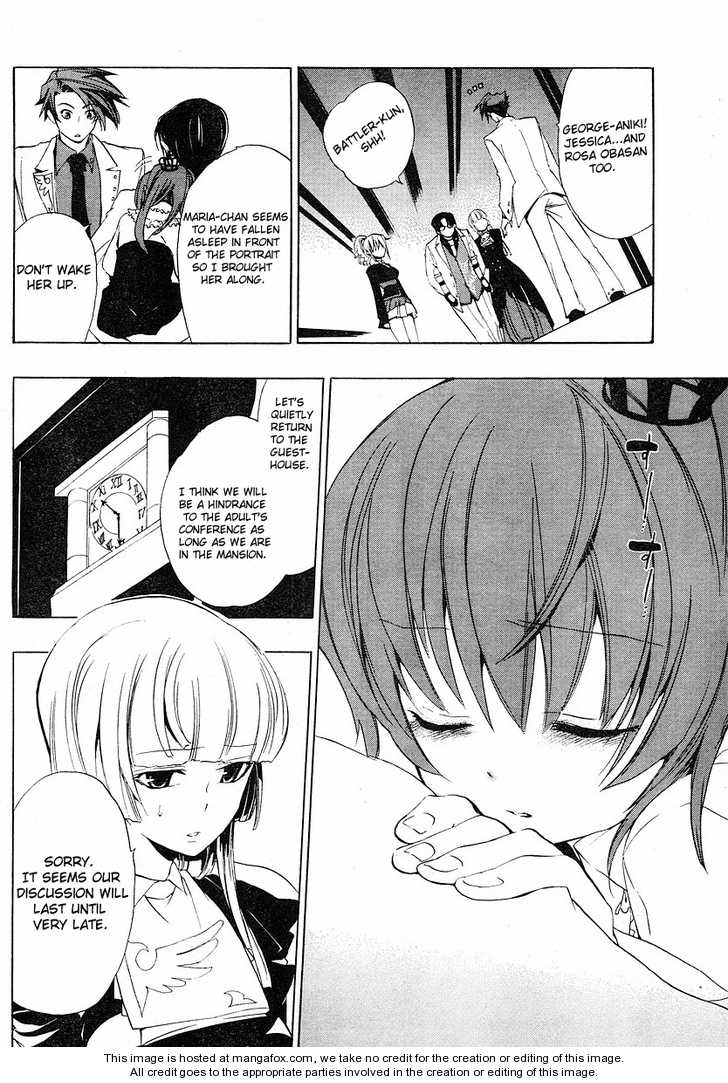 GEORGE-ANIKI!
JESSICA...AND
ROSA OBASAN
TOO.
BATTLER-KUN,
SHH!
MARIA-CHAN SEEMS
TO HAVE FALLEN
ASLEEP IN FRONT
OF THE PORTRAIT
SO I BROUGHT
HER ALONG.
DON'T WAKE
HER UP.
すー…
すー…
LET'S
QUIETLY
RETURN
TO THE
GUEST-
HOUSE.
I THINK WE WILL
BE A HINDRANCE
TO THE ADULT'S
CONFERENCE AS
LONG AS WE ARE
IN THE MANSION.
SORRY.
IT SEEMS OUR
DISCUSSION WILL
LAST UNTIL
VERY LATE.
This image is hosted at mangafox.com, we take no credit for the creation or editing of this image.
All credit goes to the appropriate parties involved in the creation or editing of this image.